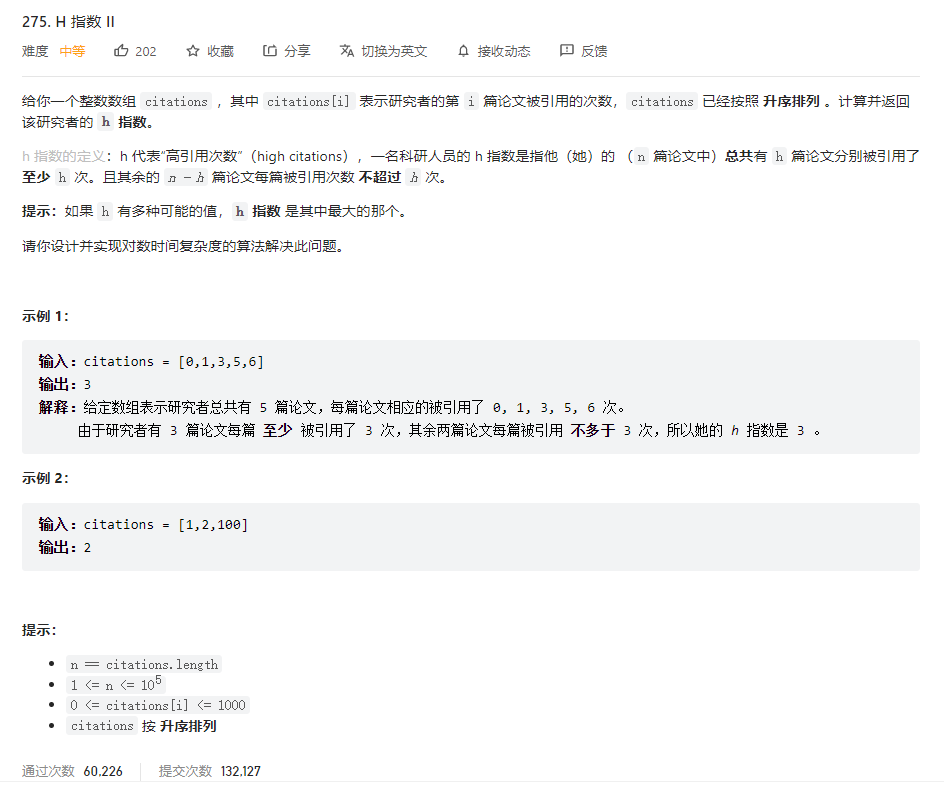 275. H 指数 II
难度 中等 202 收藏 分享 切换为英文 接收动态 反馈
给你一个整数数组 citations ，其中 citations[i] 表示研究者的第 i 篇论文被引用的次数，citations 已经按照 升序排列 。计算并返回
该研究者的 h 指数。
h 指数的定义：h 代表“高引用次数”（high citations），一名科研人员的 h 指数是指他（她）的 （n 篇论文中）总共有 h 篇论文分别被引用了
至少 h 次。且其余的 n - h 篇论文每篇被引用次数 不超过 h 次。
提示：如果 h 有多种可能的值，h 指数 是其中最大的那个。
请你设计并实现对数时间复杂度的算法解决此问题。
示例 1：
输入：citations = [0,1,3,5,6]
输出：3
解释：给定数组表示研究者总共有 5 篇论文，每篇论文相应的被引用了 0, 1, 3, 5, 6 次。
由于研究者有 3 篇论文每篇 至少 被引用了 3 次，其余两篇论文每篇被引用 不多于 3 次，所以她的 h 指数是 3 。
示例 2：
输入：citations = [1,2,100]
输出：2
提示：
• n == citations.length
• 1 <= n <= 10⁵
• 0 <= citations[i] <= 1000
• citations 按 升序排列
通过次数 60,226 提交次数 132,127